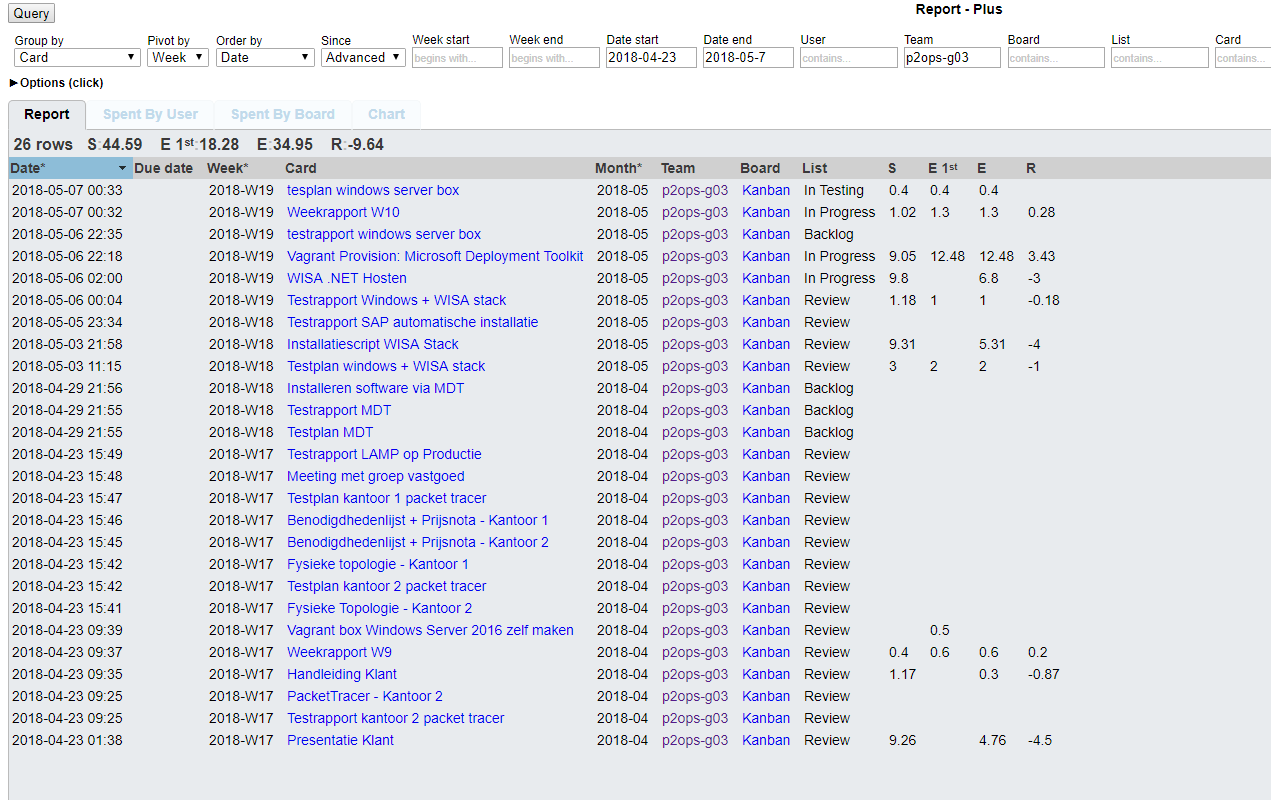 Report - Plus
Query
Group by Pivot by Order by Since Week start Week end Date start Date end User Team Board List Card
Card Week Date Advanced begins with... begins with... 2018-04-23 2018-05-7 contains... p2ops-g03 contains... contains... contains...
Options (click)
Report Spent By User Spent By Board Chart
26 rows S:44.59 E 1st:18.28 E:34.95 R:-9.64
Date* Due date Week* Card Month* Team Board List S E 1st E R
2018-05-07 00:33 2018-W19 tesplan windows server box 2018-05 p2ops-g03 Kanban In Testing 0.4 0.4 0.4
2018-05-07 00:32 2018-W19 Weekrapport W10 2018-05 p2ops-g03 Kanban In Progress 1.02 1.3 1.3 0.28
2018-05-06 22:35 2018-W19 testrapport windows server box 2018-05 p2ops-g03 Kanban Backlog
2018-05-06 22:18 2018-W19 Vagrant Provision: Microsoft Deployment Toolkit 2018-05 p2ops-g03 Kanban In Progress 9.05 12.48 12.48 3.43
2018-05-06 02:00 2018-W19 WISA .NET Hosten 2018-05 p2ops-g03 Kanban In Progress 9.8 6.8 -3
2018-05-06 00:04 2018-W19 Testrapport Windows + WISA stack 2018-05 p2ops-g03 Kanban Review 1.18 1 1 -0.18
2018-05-05 23:34 2018-W18 Testrapport SAP automatische installatie 2018-05 p2ops-g03 Kanban Review
2018-05-03 21:58 2018-W18 Installatiescript WISA Stack 2018-05 p2ops-g03 Kanban Review 9.31 5.31 -4
2018-05-03 11:15 2018-W18 Testplan windows + WISA stack 2018-05 p2ops-g03 Kanban Review 3 2 2 -1
2018-04-29 21:56 2018-W18 Installeren software via MDT 2018-04 p2ops-g03 Kanban Backlog
2018-04-29 21:55 2018-W18 Testrapport MDT 2018-04 p2ops-g03 Kanban Backlog
2018-04-29 21:55 2018-W18 Testplan MDT 2018-04 p2ops-g03 Kanban Backlog
2018-04-23 15:49 2018-W17 Testrapport LAMP op Productie 2018-04 p2ops-g03 Kanban Review
2018-04-23 15:48 2018-W17 Meeting met groep vastgoed 2018-04 p2ops-g03 Kanban Review
2018-04-23 15:47 2018-W17 Testplan kantoor 1 packet tracer 2018-04 p2ops-g03 Kanban Review
2018-04-23 15:46 2018-W17 Benodigdhedenlijst + Prijsnota - Kantoor 1 2018-04 p2ops-g03 Kanban Review
2018-04-23 15:45 2018-W17 Benodigdhedenlijst + Prijsnota - Kantoor 2 2018-04 p2ops-g03 Kanban Review
2018-04-23 15:42 2018-W17 Fysieke topologie - Kantoor 1 2018-04 p2ops-g03 Kanban Review
2018-04-23 15:42 2018-W17 Testplan kantoor 2 packet tracer 2018-04 p2ops-g03 Kanban Review
2018-04-23 15:41 2018-W17 Fysieke Topologie - Kantoor 2 2018-04 p2ops-g03 Kanban Review
2018-04-23 09:39 2018-W17 Vagrant box Windows Server 2016 zelf maken 2018-04 p2ops-g03 Kanban Review 0.5
2018-04-23 09:37 2018-W17 Weekrapport W9 2018-04 p2ops-g03 Kanban Review 0.4 0.6 0.6 0.2
2018-04-23 09:35 2018-W17 Handleiding Klant 2018-04 p2ops-g03 Kanban Review 1.17 0.3 -0.87
2018-04-23 09:25 2018-W17 PacketTracer - Kantoor 2 2018-04 p2ops-g03 Kanban Review
2018-04-23 09:25 2018-W17 Testrapport kantoor 2 packet tracer 2018-04 p2ops-g03 Kanban Review
2018-04-23 01:38 2018-W17 Presentatie Klant 2018-04 p2ops-g03 Kanban Review 9.26 4.76 -4.5